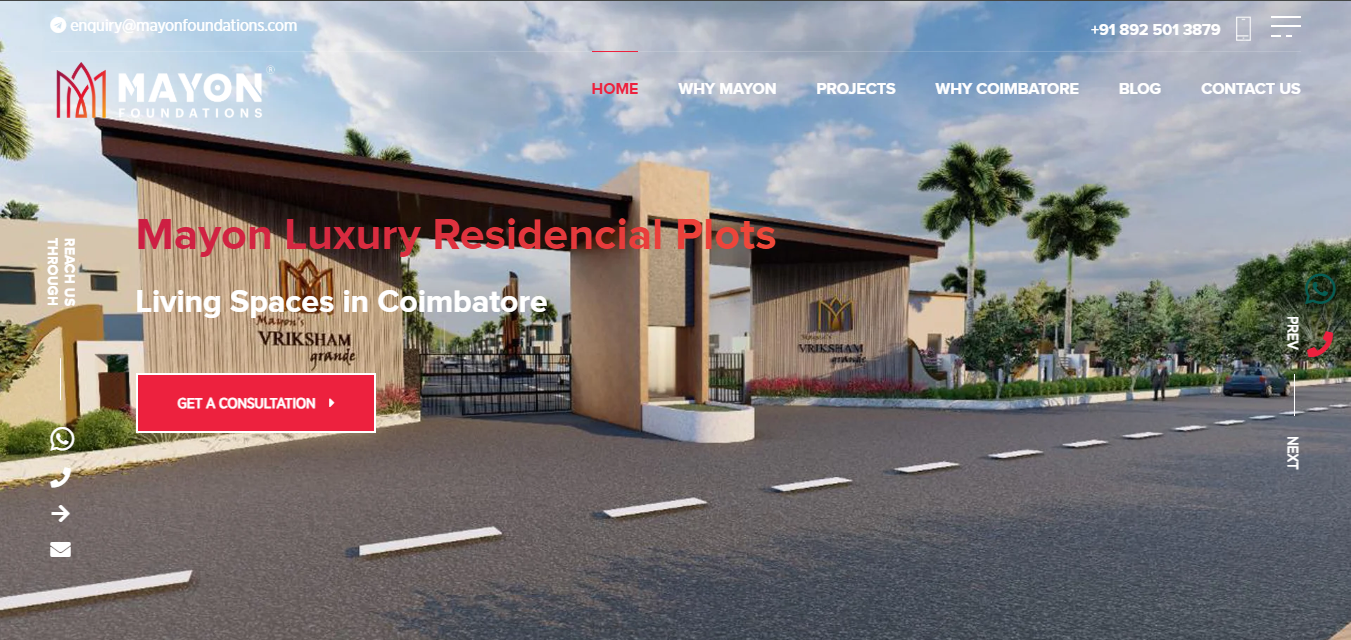 enquiry@mayonfoundations.com
+91 892 501 3879
MAYON®
FOUNDATIONS
HOME
WHY MAYON
PROJECTS
WHY COIMBATORE
BLOG
CONTACT US
Mayon Luxury Residencial Plots
Living Spaces in Coimbatore
Mayon's
VRIKSHAM
grande
Mayon's
VRIKSHAM
grande
GET A CONSULTATION
REACH US
THROUGH
PREV
NEXT